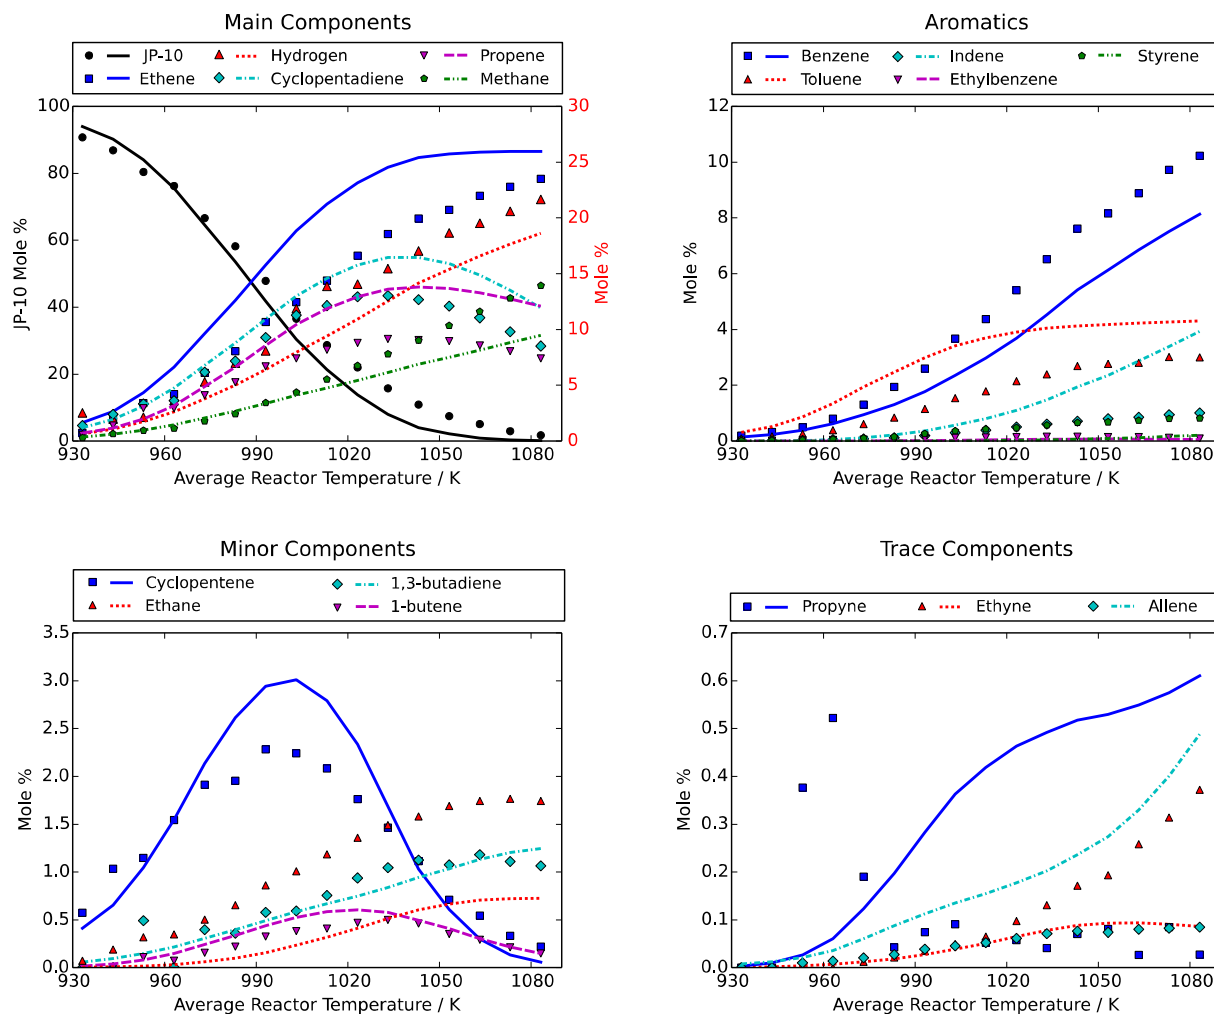 Main Components
JP-10 Hydrogen Propene
Ethene Cyclopentadiene Methane
100
80
60
40
20
0
30
25
20
15
10
5
0
JP-10 Mole %
Mole %
930 960 990 1020 1050 1080
Average Reactor Temperature / K
Aromatics
Benzene Indene Styrene
Toluene Ethylbenzene
12
10
8
6
4
2
0
Mole %
930 960 990 1020 1050 1080
Average Reactor Temperature / K
Minor Components
Cyclopentene 1,3-butadiene
Ethane 1-butene
3.5
3.0
2.5
2.0
1.5
1.0
0.5
0.0
Mole %
930 960 990 1020 1050 1080
Average Reactor Temperature / K
Trace Components
Propyne Ethyne Allene
0.7
0.6
0.5
0.4
0.3
0.2
0.1
0.0
Mole %
930 960 990 1020 1050 1080
Average Reactor Temperature / K